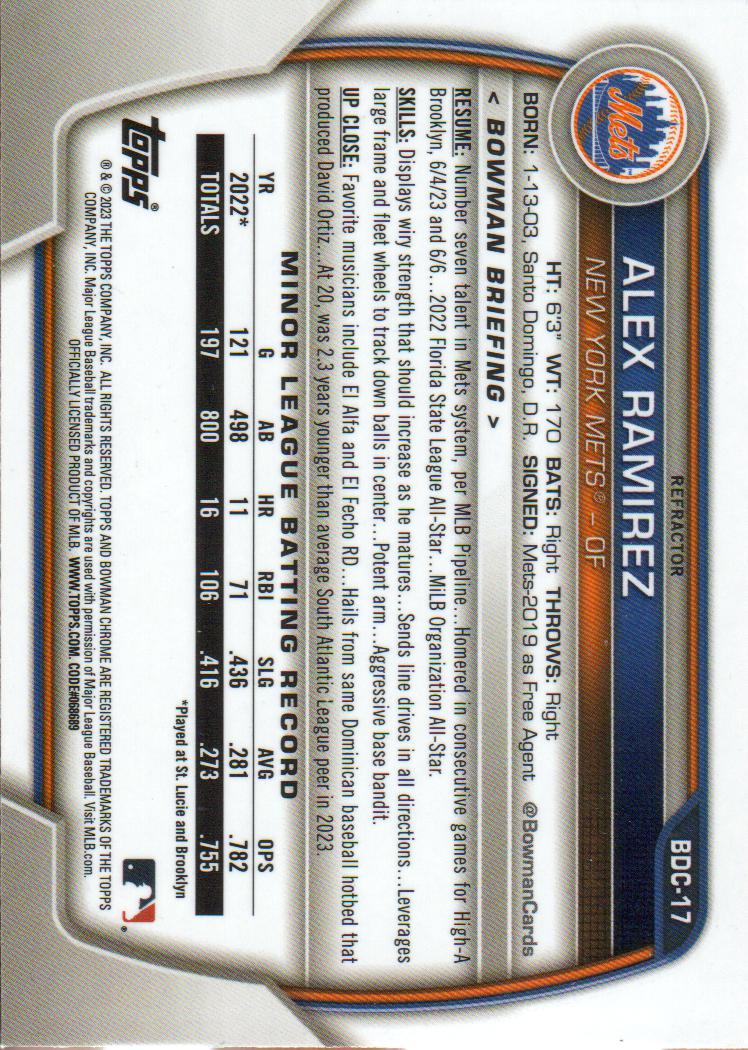 REFRACTOR
BDC-17
Mets
ALEX RAMIREZ
NEW YORK METS® – OF
HT: 6'3" WT: 170 BATS: Right THROWS: Right
BORN: 1-13-03, Santo Domingo, D.R. SIGNED: Mets-2019 as Free Agent @BowmanCards
< BOWMAN BRIEFING >
RESUME: Number seven talent in Mets system, per MLB Pipeline...Homered in consecutive games for High-A
Brooklyn, 6/4/23 and 6/6...2022 Florida State League All-Star...MiLB Organization All-Star.
SKILLS: Displays wiry strength that should increase as he matures...Sends line drives in all directions...Leverages
large frame and fleet wheels to track down balls in center...Potent arm...Aggressive base bandit.
UP CLOSE: Favorite musicians include El Alfa and El Fecho RD...Hails from same Dominican baseball hotbed that
produced David Ortiz...At 20, was 2.3 years younger than average South Atlantic League peer in 2023.
MINOR LEAGUE BATTING RECORD
YR G AB HR RBI SLG AVG OPS
2022* 121 498 11 71 .436 .281 .782
TOTALS 197 800 16 106 .416 .273 .755
*Played at St. Lucie and Brooklyn
topps®
® & © 2023 THE TOPPS COMPANY, INC. ALL RIGHTS RESERVED. TOPPS AND BOWMAN CHROME ARE REGISTERED TRADEMARKS OF THE TOPPS
COMPANY, INC. Major League Baseball trademarks and copyrights are used with permission of Major League Baseball. Visit MLB.com.
OFFICIALLY LICENSED PRODUCT OF MLB. WWW.TOPPS.COM. CODE#068689